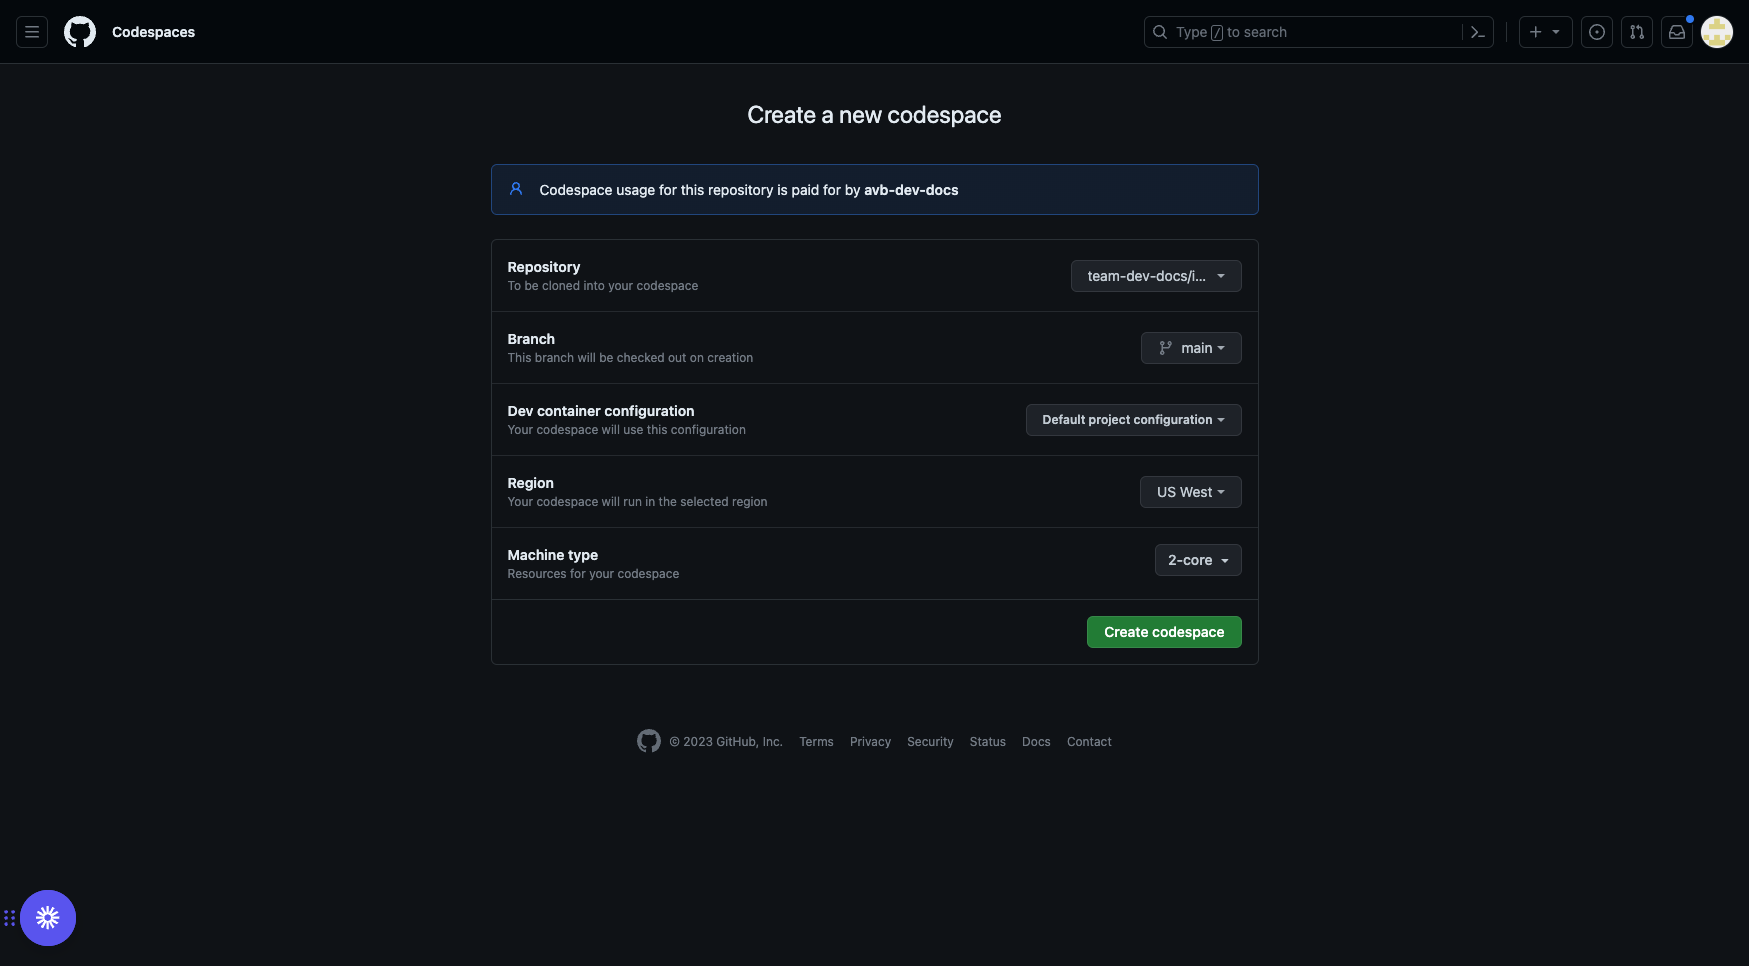 Codespaces
Type / to search
Create a new codespace
Codespace usage for this repository is paid for by avb-dev-docs
Repository
To be cloned into your codespace
team-dev-docs/i...
Branch
This branch will be checked out on creation
main
Dev container configuration
Your codespace will use this configuration
Default project configuration
Region
Your codespace will run in the selected region
US West
Machine type
Resources for your codespace
2-core
Create codespace
© 2023 GitHub, Inc. Terms Privacy Security Status Docs Contact